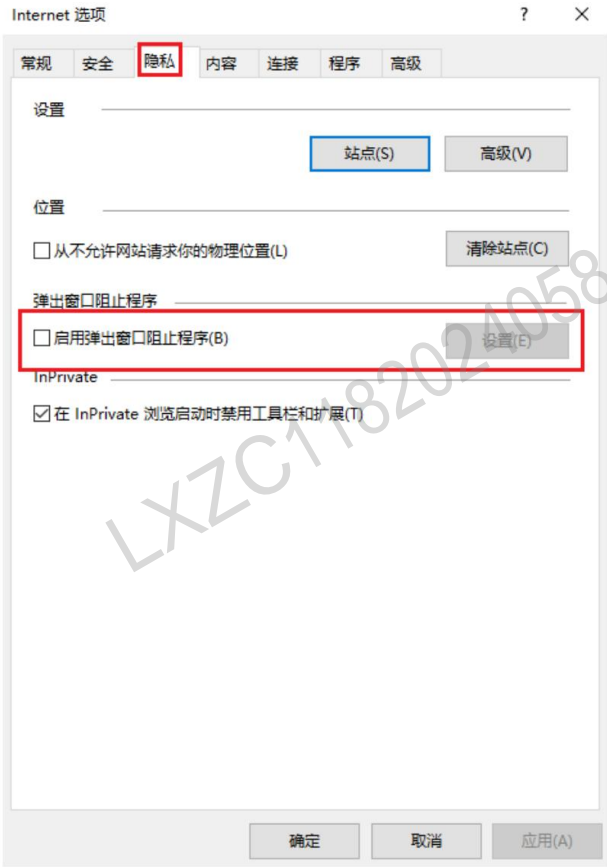 Internet 选项 ? ×
常规 安全 隐私 内容 连接 程序 高级
设置
站点(S) 高级(V)
位置
从不允许网站请求你的物理位置(L) 清除站点(C)
弹出窗口阻止程序
启用弹出窗口阻止程序(B) 设置(E)
InPrivate
在 InPrivate 浏览启动时禁用工具栏和扩展(T)
LXZC1182024058
确定 取消 应用(A)